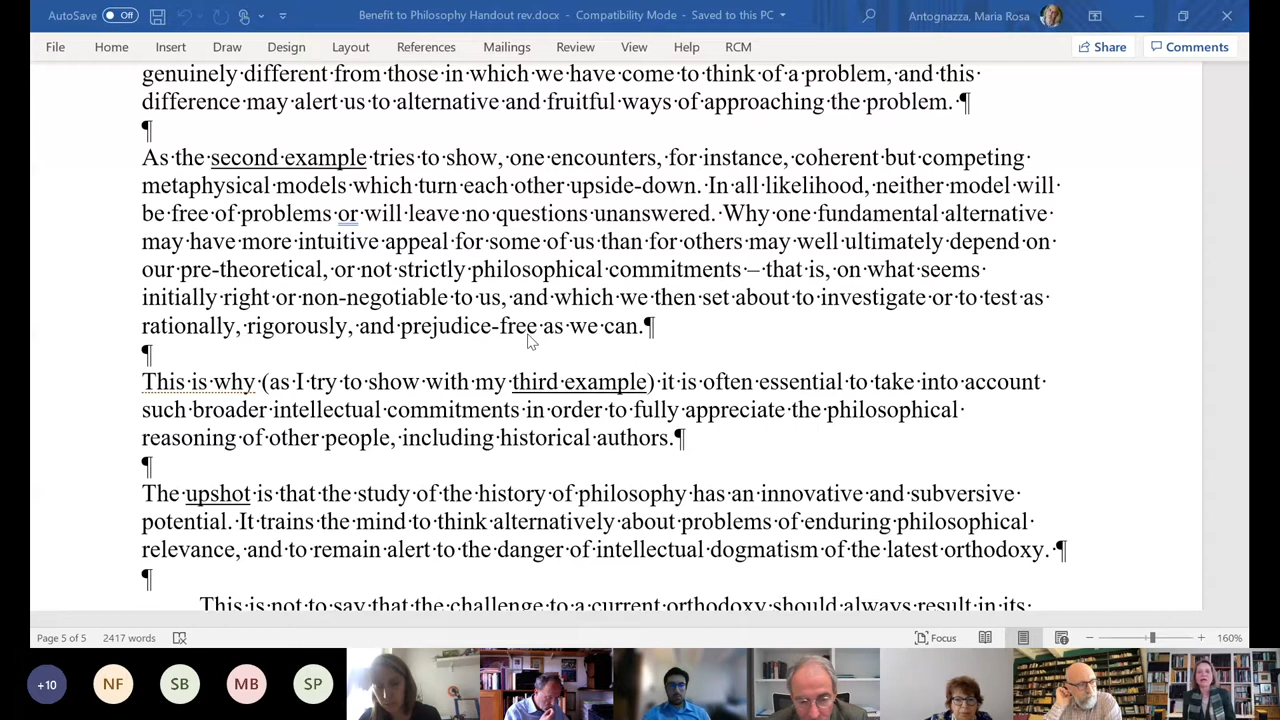 AutoSave Off Benefit to Philosophy Handout rev.docx - Compatibility Mode - Saved to this PC Antognazza, Maria Rosa
File Home Insert Draw Design Layout References Mailings Review View Help RCM Share Comments
genuinely different from those in which we have come to think of a problem, and this
difference may alert us to alternative and fruitful ways of approaching the problem. ¶
¶
As the second example tries to show, one encounters, for instance, coherent but competing
metaphysical models which turn each other upside-down. In all likelihood, neither model will
be free of problems or will leave no questions unanswered. Why one fundamental alternative
may have more intuitive appeal for some of us than for others may well ultimately depend on
our pre-theoretical, or not strictly philosophical commitments – that is, on what seems
initially right or non-negotiable to us, and which we then set about to investigate or to test as
rationally, rigorously, and prejudice-free as we can.¶
¶
This is why (as I try to show with my third example) it is often essential to take into account
such broader intellectual commitments in order to fully appreciate the philosophical
reasoning of other people, including historical authors.¶
¶
The upshot is that the study of the history of philosophy has an innovative and subversive
potential. It trains the mind to think alternatively about problems of enduring philosophical
relevance, and to remain alert to the danger of intellectual dogmatism of the latest orthodoxy. ¶
¶
This is not to say that the challenge to a current orthodoxy should always result in its
Page 5 of 5 2417 words Focus 160%
+10 NF SB MB SP